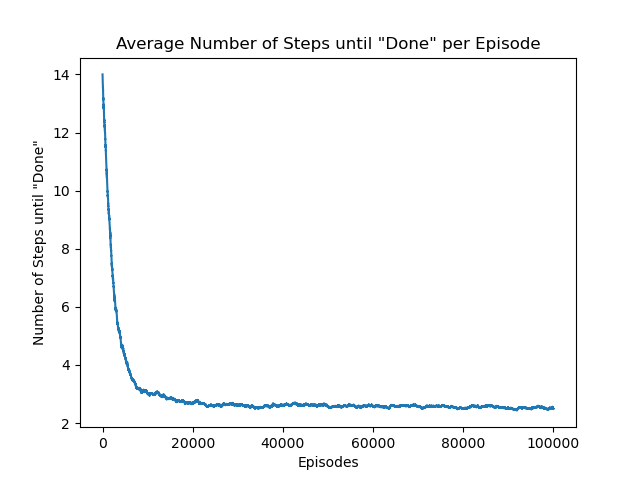 Average Number of Steps until "Done" per Episode
14
12
10
8
6
4
2
Number of Steps until "Done"
0 20000 40000 60000 80000 100000
Episodes